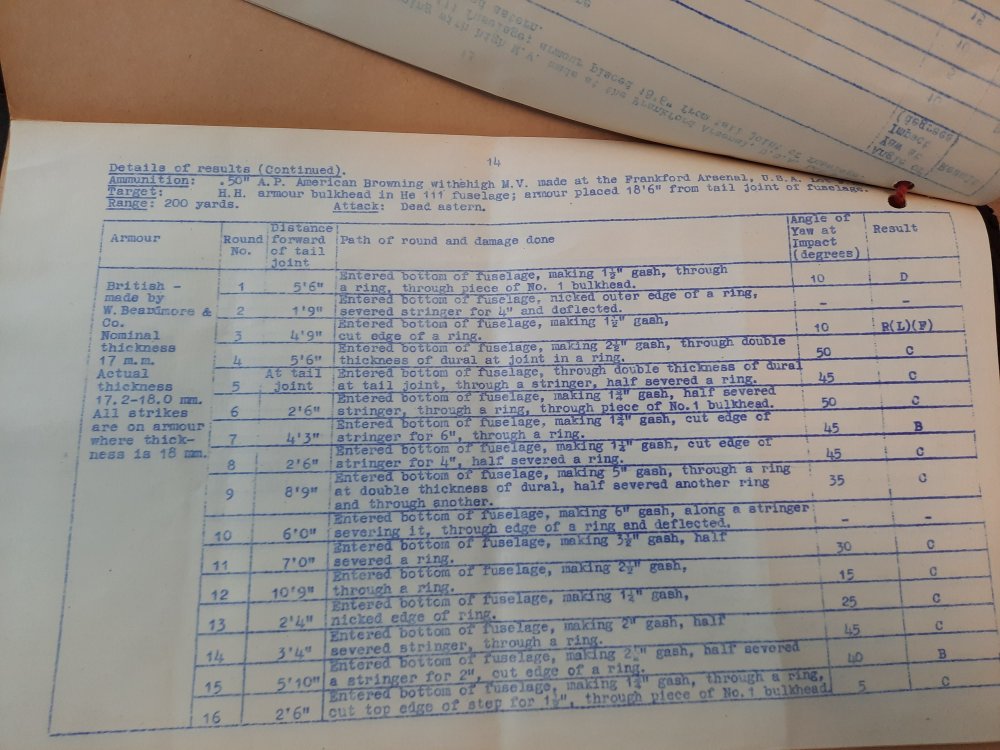 14
Details of results (Continued).
Ammunition: .50" A.P. American Browning withehigh M.V. made at the Frankford Arsenal, U.S.A.
Target: H.H. armour bulkhead in He 111 fuselage; armour placed 18'6" from tail joint of fuselage.
Range: 200 yards. Attack: Dead astern.
Armour | Round No. | Distance forward of tail joint | Path of round and damage done | Angle of Yaw at Impact (degrees) | Result
British -
made by
W. Beardmore &
Co.
Nominal
thickness
17 m.m.
Actual
thickness
17.2-18.0 mm.
All strikes
are on armour
where thick-
ness is 18 mm.
1 5'6" Entered bottom of fuselage, making 1½" gash, through 10 D
a ring, through piece of No. 1 bulkhead.
2 1'9" Entered bottom of fuselage, nicked outer edge of a ring, - -
severed stringer for 4" and deflected.
3 4'9" Entered bottom of fuselage, making 1½" gash, 10 R(L)(F)
cut edge of a ring.
4 5'6" Entered bottom of fuselage, making 2½" gash, through double 50 C
thickness of dural at joint in a ring.
5 At tail joint Entered bottom of fuselage, through double thickness of dural 45 C
at tail joint, through a stringer, half severed a ring.
6 2'6" Entered bottom of fuselage, making 1¾" gash, half severed 50 C
stringer, through a ring, through piece of No.1 bulkhead.
7 4'3" Entered bottom of fuselage, making 1¾" gash, cut edge of 45 B
stringer for 6", through a ring.
8 2'6" Entered bottom of fuselage, making gash, cut edge of 45 C
stringer for 4", half severed a ring.
9 8'9" Entered bottom of fuselage, making 5" gash, through a ring 35 C
at double thickness of dural, half severed another ring
and through another.
10 6'0" Entered bottom of fuselage, making 6" gash, along a stringer - -
severing it, through edge of a ring and deflected.
11 7'0" Entered bottom of fuselage, making 3½" gash, half 30 C
severed a ring.
12 10'9" Entered bottom of fuselage, making 2½" gash, 15 C
through a ring.
13 2'4" Entered bottom of fuselage, making gash, 25 C
nicked edge of ring.
14 3'4" Entered bottom of fuselage, making 2" gash, half 45 C
severed stringer, through a ring.
15 5'10" Entered bottom of fuselage, making gash, half severed 40 B
a stringer for 2", cut edge of a ring.
16 2'6" Entered bottom of fuselage, making gash, through a ring, 5 C
cut top edge of step for 1½", through piece of No.1 bulkhead.